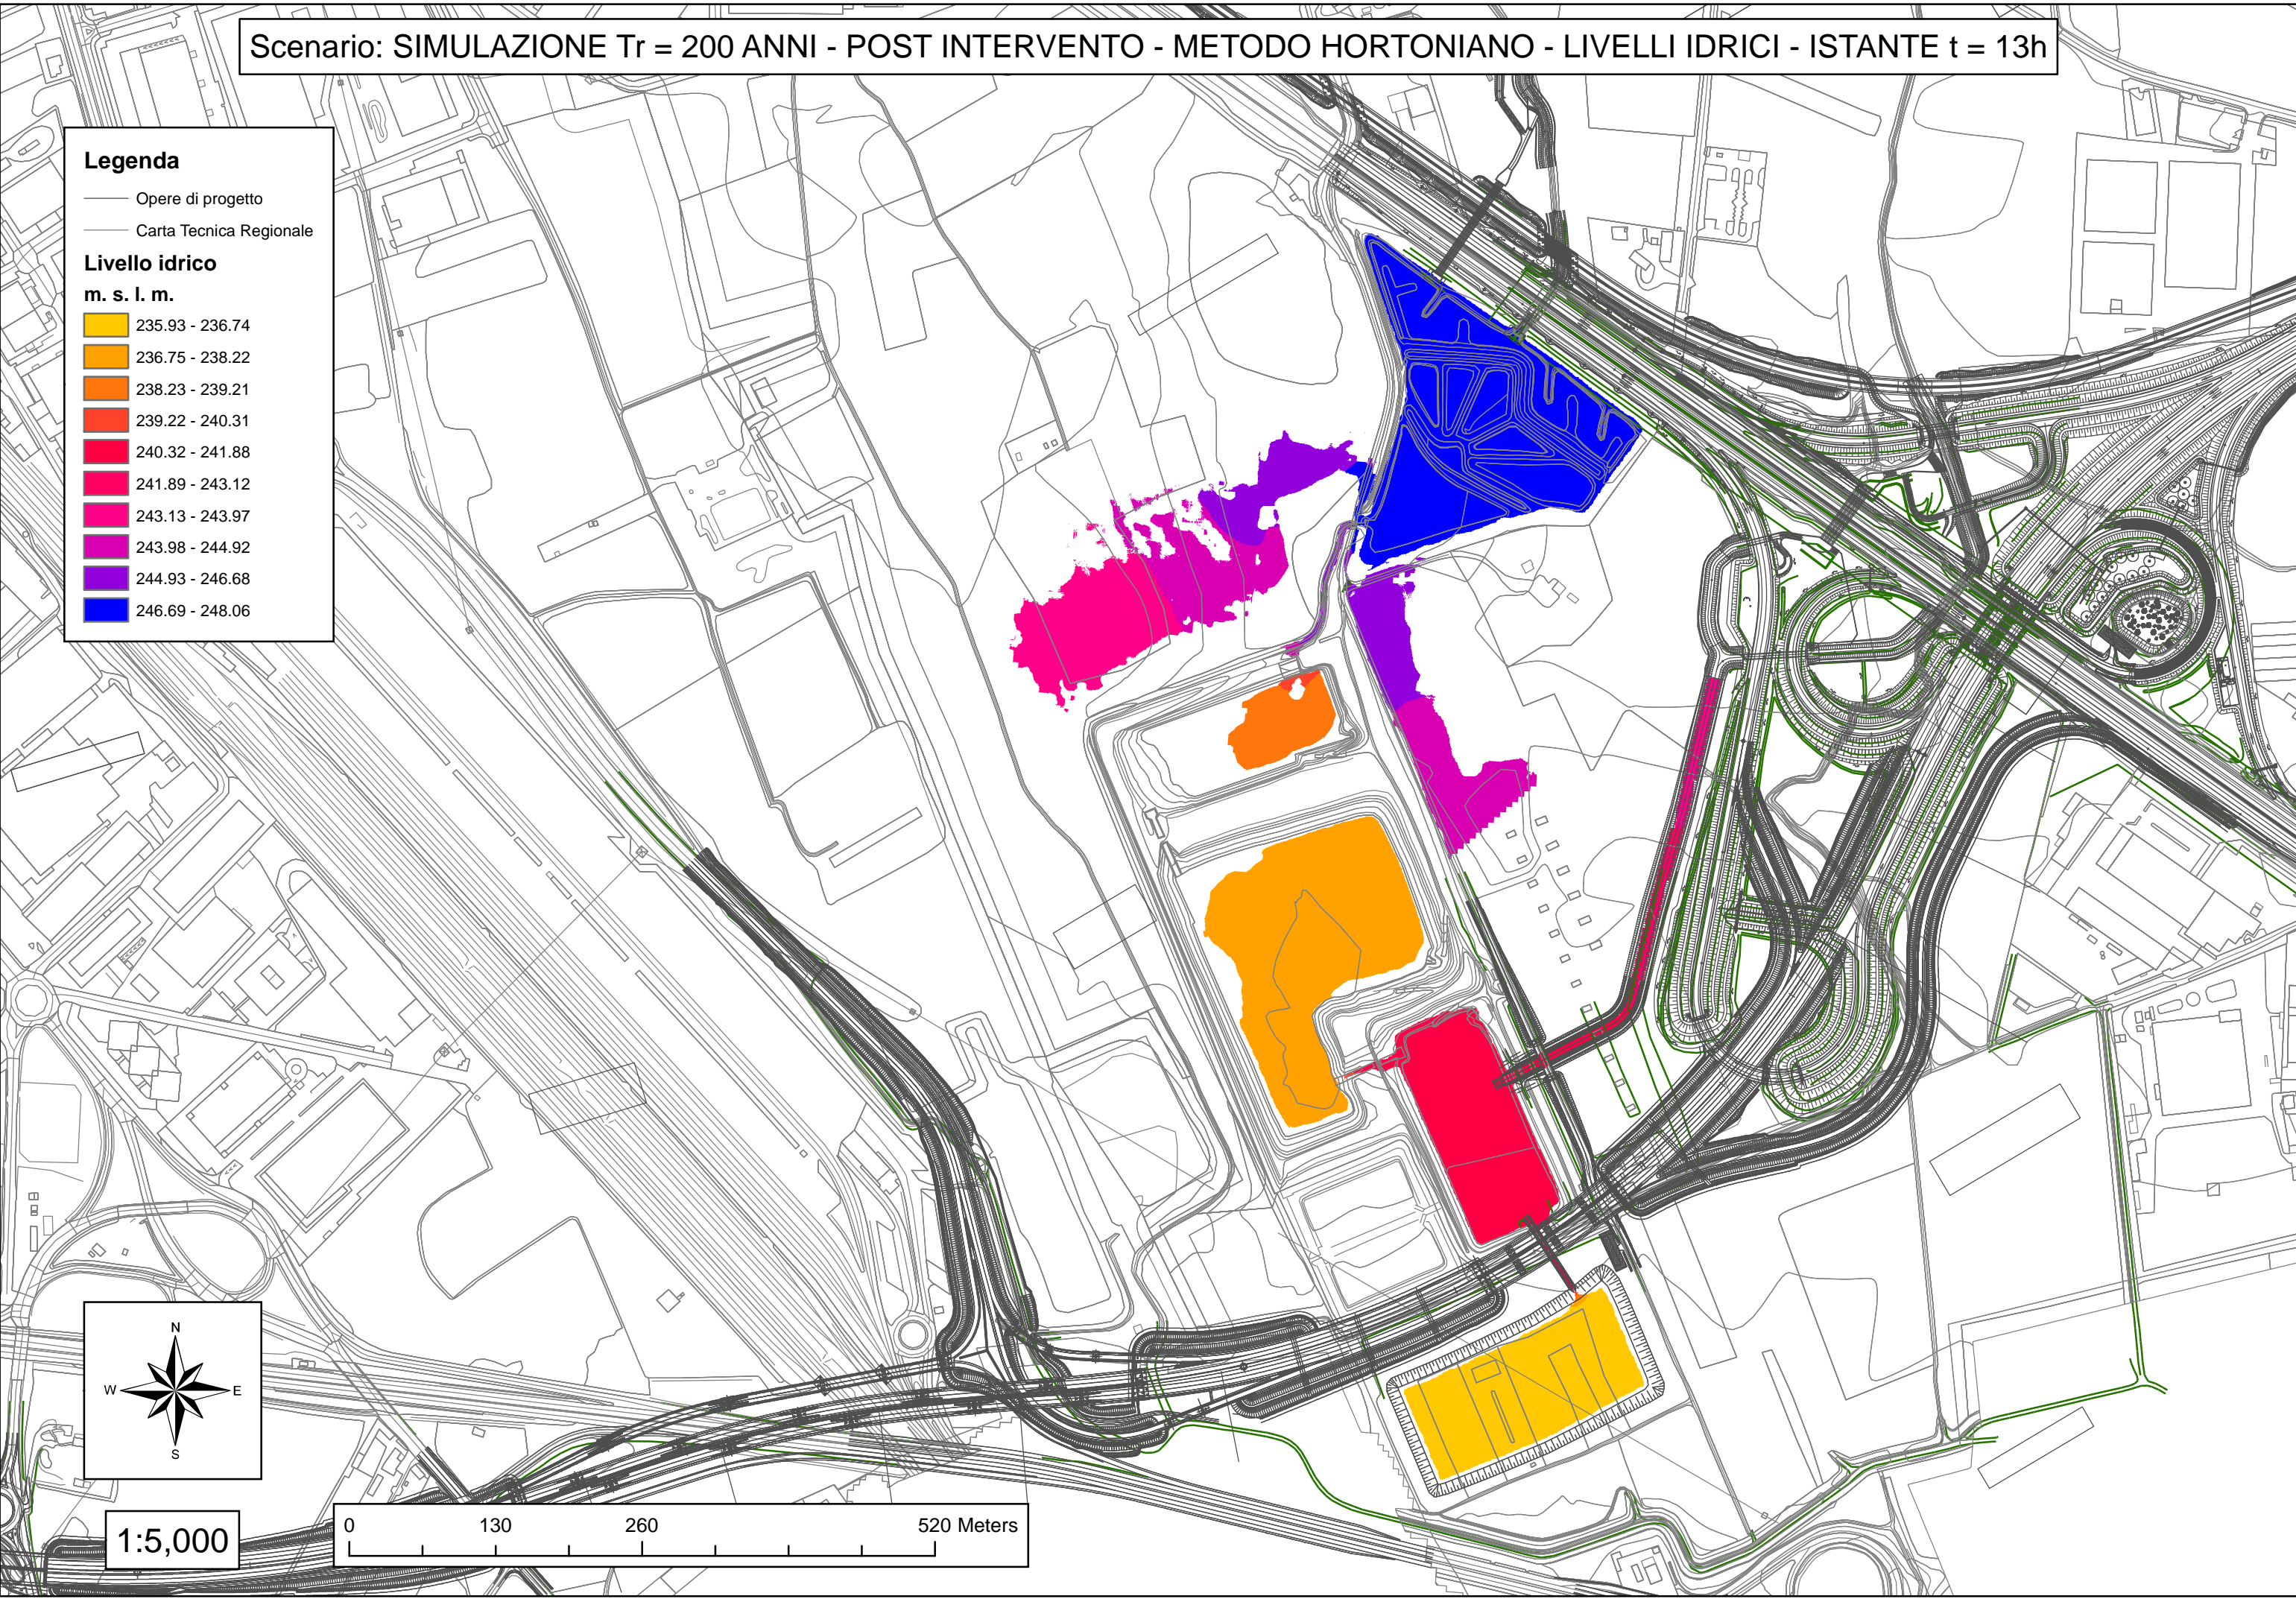 Scenario: SIMULAZIONE Tr = 200 ANNI - POST INTERVENTO - METODO HORTONIANO - LIVELLI IDRICI - ISTANTE t = 13h
Legenda
Opere di progetto
Carta Tecnica Regionale
Livello idrico
m. s. l. m.
235.93 - 236.74
236.75 - 238.22
238.23 - 239.21
239.22 - 240.31
240.32 - 241.88
241.89 - 243.12
243.13 - 243.97
243.98 - 244.92
244.93 - 246.68
246.69 - 248.06
N
W E
S
1:5,000
0 130 260 520 Meters